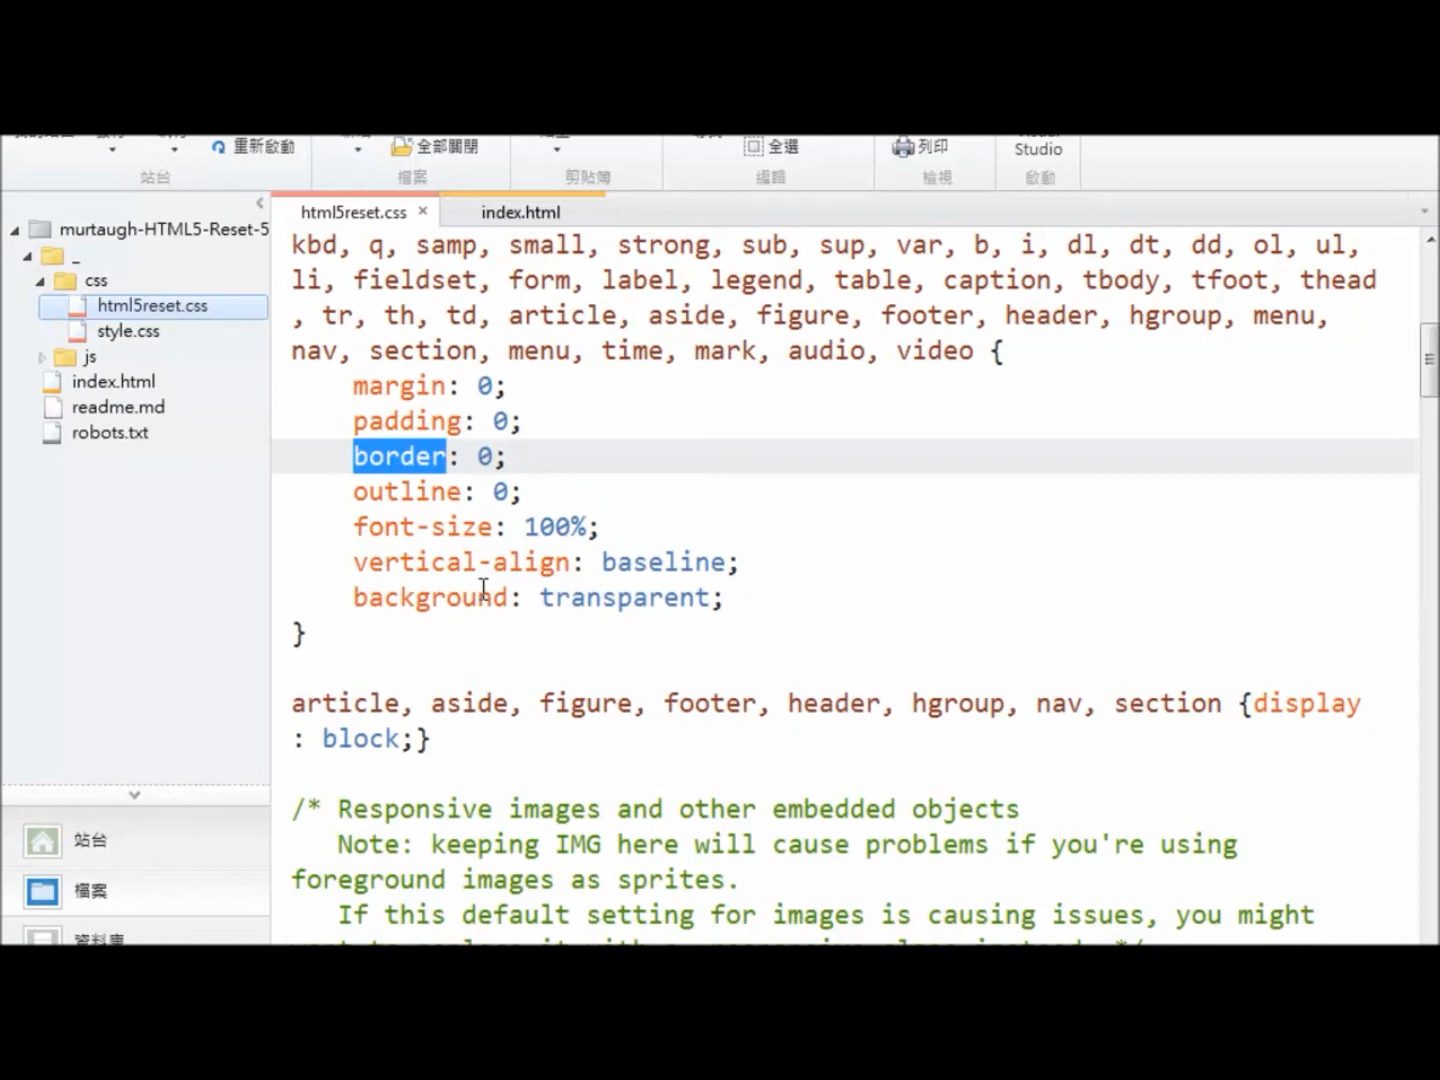 重新啟動
全部關閉
全選
列印
Studio
站台
檔案
剪貼簿
編輯
檢視
啟動
html5reset.css
index.html
murtaugh-HTML5-Reset-5
_
css
html5reset.css
style.css
js
index.html
readme.md
robots.txt
站台
檔案
資料庫
kbd, q, samp, small, strong, sub, sup, var, b, i, dl, dt, dd, ol, ul,
li, fieldset, form, label, legend, table, caption, tbody, tfoot, thead
, tr, th, td, article, aside, figure, footer, header, hgroup, menu,
nav, section, menu, time, mark, audio, video {
margin: 0;
padding: 0;
border: 0;
outline: 0;
font-size: 100%;
vertical-align: baseline;
background: transparent;
}
article, aside, figure, footer, header, hgroup, nav, section {display
: block;}
/* Responsive images and other embedded objects
Note: keeping IMG here will cause problems if you're using
foreground images as sprites.
If this default setting for images is causing issues, you might